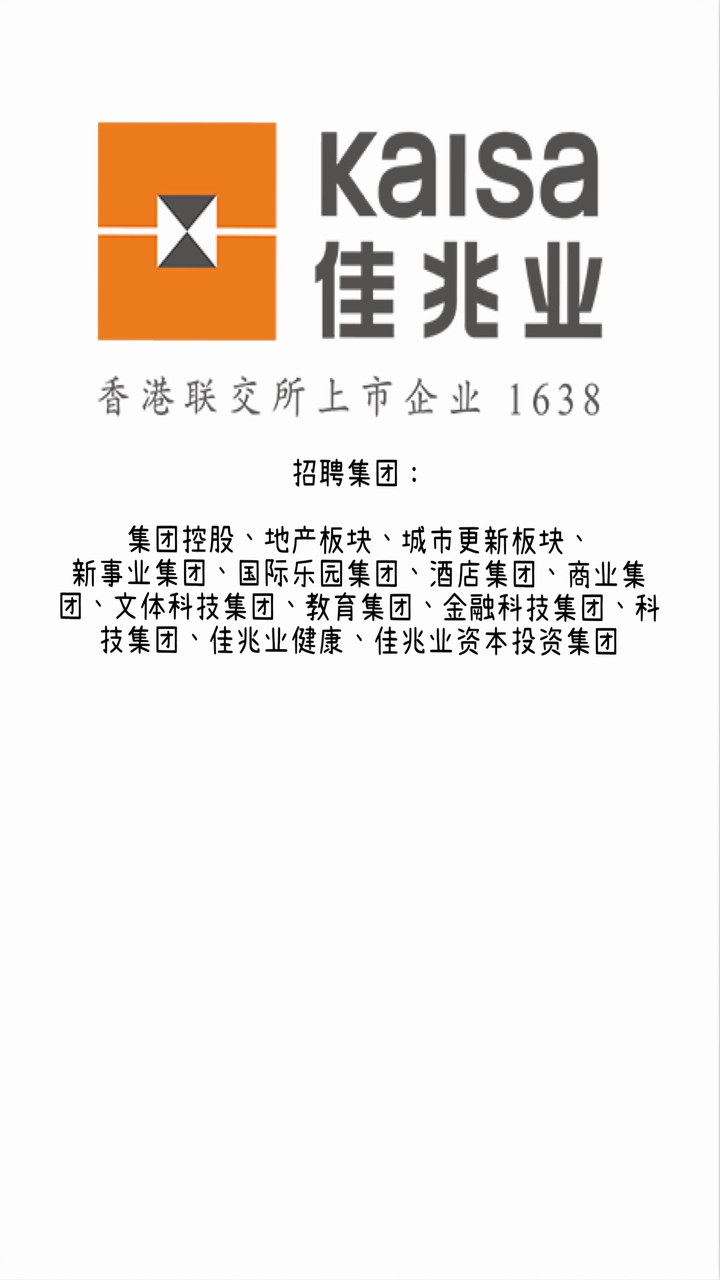 KAISA
佳兆业
香港联交所上市企业 1638
招聘集团：
集团控股、地产板块、城市更新板块、
新事业集团、国际乐园集团、酒店集团、商业集
团、文体科技集团、教育集团、金融科技集团、科
技集团、佳兆业健康、佳兆业资本投资集团